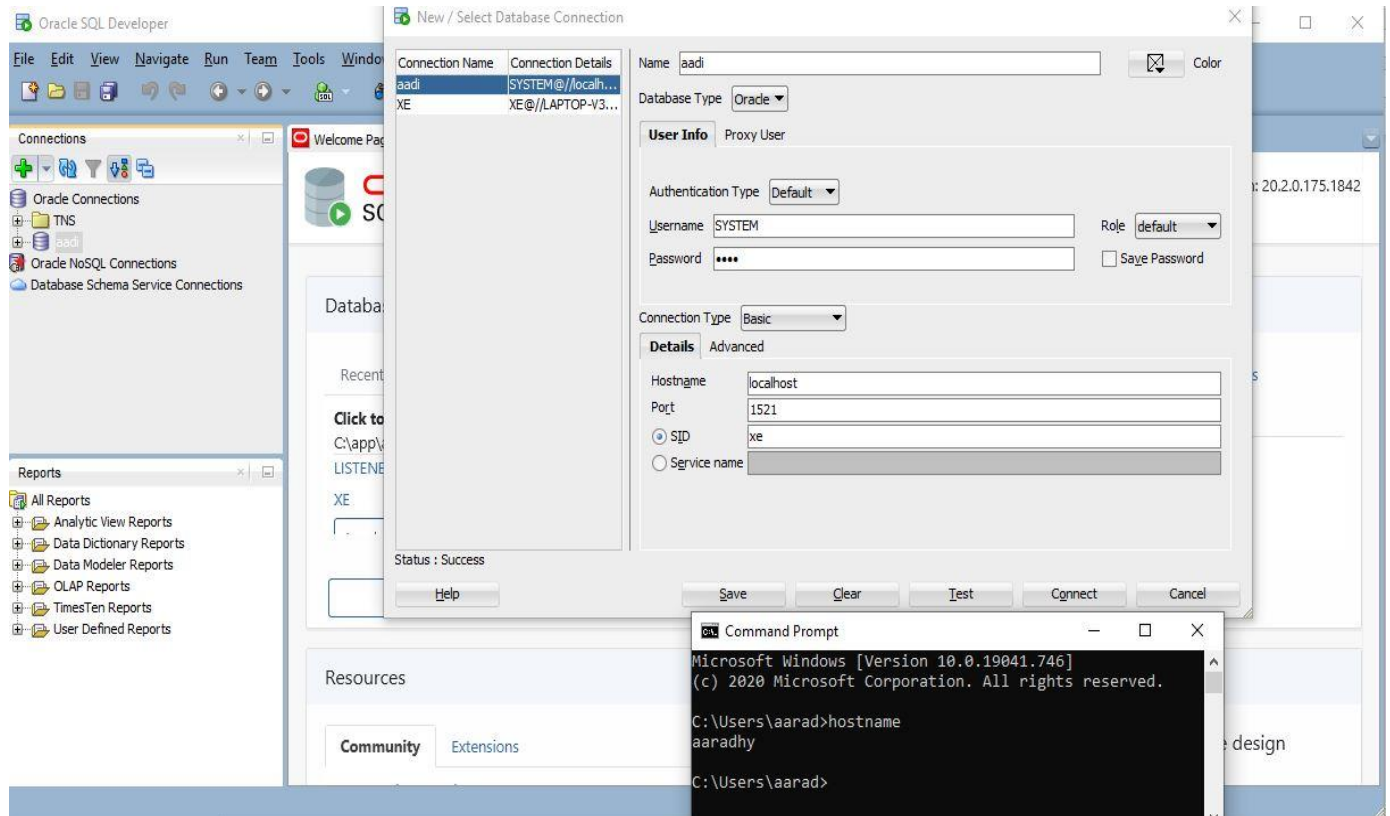 Oracle SQL Developer
File Edit View Navigate Run Team Tools Windo
Connections
Oracle Connections
TNS
aadi
Oracle NoSQL Connections
Database Schema Service Connections
Reports
All Reports
Analytic View Reports
Data Dictionary Reports
Data Modeler Reports
OLAP Reports
TimesTen Reports
User Defined Reports
Welcome Pag
SQ
: 20.2.0.175.1842
Databa
Recent
Click to
C:\app\
LISTENE
XE
Resources
Community Extensions
design
New / Select Database Connection
Connection Name Connection Details
aadi SYSTEM@//localh...
XE XE@//LAPTOP-V3...
Name aadi Color
Database Type Oracle
User Info Proxy User
Authentication Type Default
Username SYSTEM Role default
Password •••• Save Password
Connection Type Basic
Details Advanced
Hostname localhost
Port 1521
SID xe
Service name
Status : Success
Help Save Clear Test Connect Cancel
Command Prompt
Microsoft Windows [Version 10.0.19041.746]
(c) 2020 Microsoft Corporation. All rights reserved.
C:\Users\aarad>hostname
aaradhy
C:\Users\aarad>